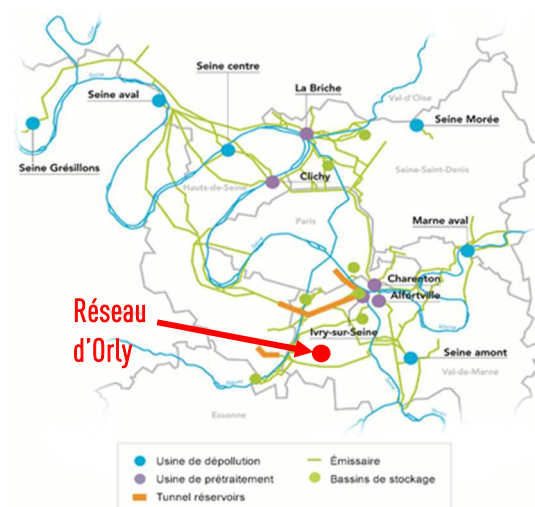 Seine centre
La Briche
Seine aval
Val-d'Oise
Seine Morée
Seine Grésillons
Seine-Saint-Denis
Clichy
Hauts-de-Seine
Paris
Marne aval
Charenton
Alfortville
Marne
Réseau
d'Orly
Ivry-sur-Seine
Seine amont
Val-de-Marne
Essonne
Usine de dépollution
Émissaire
Usine de prétraitement
Bassins de stockage
Tunnel réservoirs